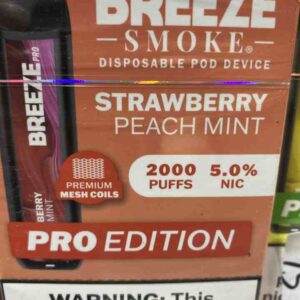 BREEZE
SMOKE®
DISPOSABLE POD DEVICE
BREEZE PRO
STRAWBERRY
PEACH MINT
BERRY
MINT
PREMIUM
MESH COILS
2000 PUFFS
5.0% NIC
PRO EDITION
WARNING: This